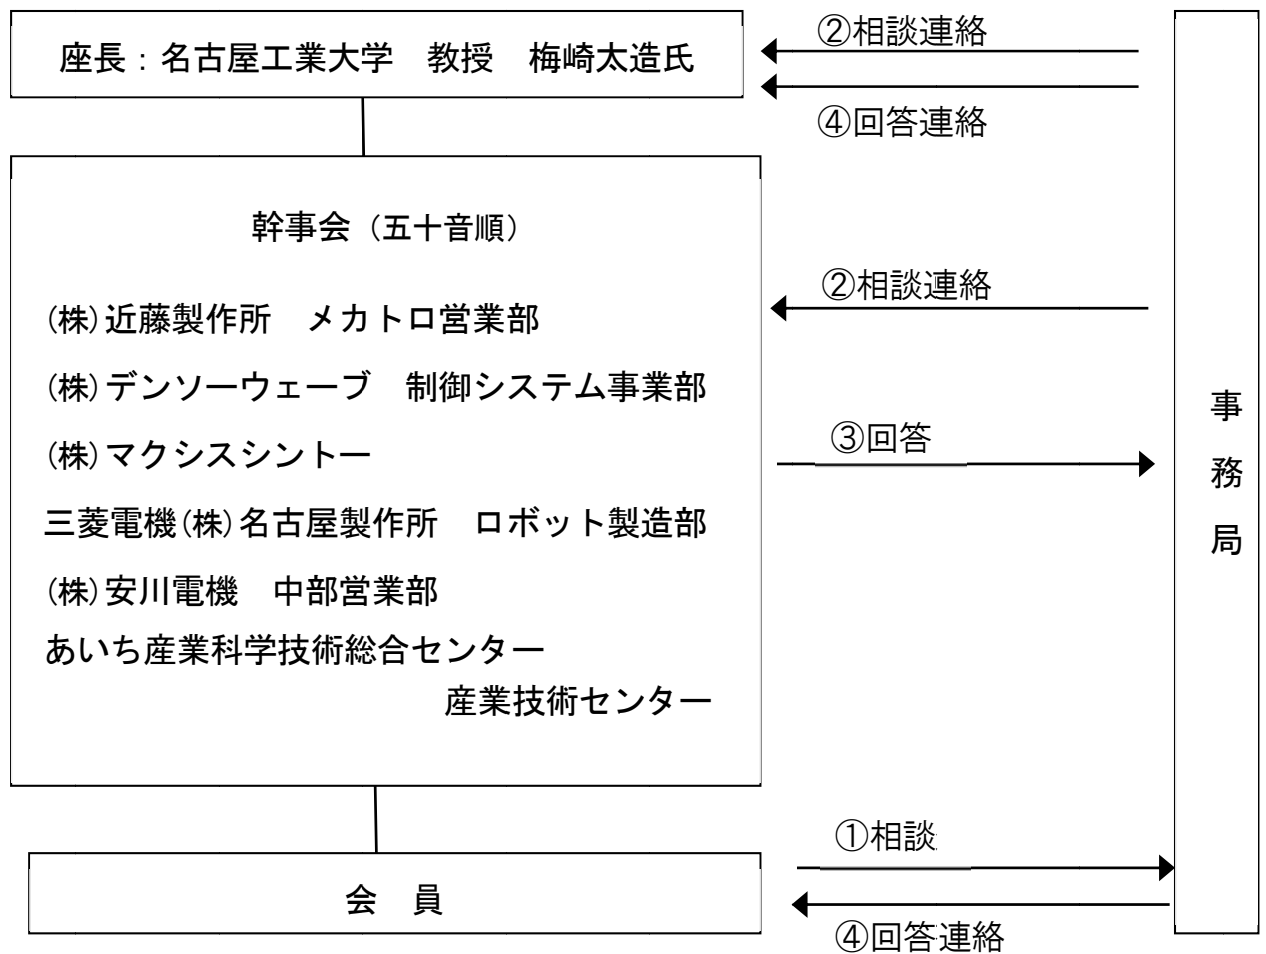 座長：名古屋工業大学　教授　梅崎太造氏
②相談連絡
④回答連絡
幹事会（五十音順）
(株)近藤製作所　メカトロ営業部
(株)デンソーウェーブ　制御システム事業部
(株)マクシスシントー
三菱電機(株)名古屋製作所　ロボット製造部
(株)安川電機　中部営業部
あいち産業科学技術総合センター
産業技術センター
②相談連絡
③回答
事務局
会　員
①相談
④回答連絡